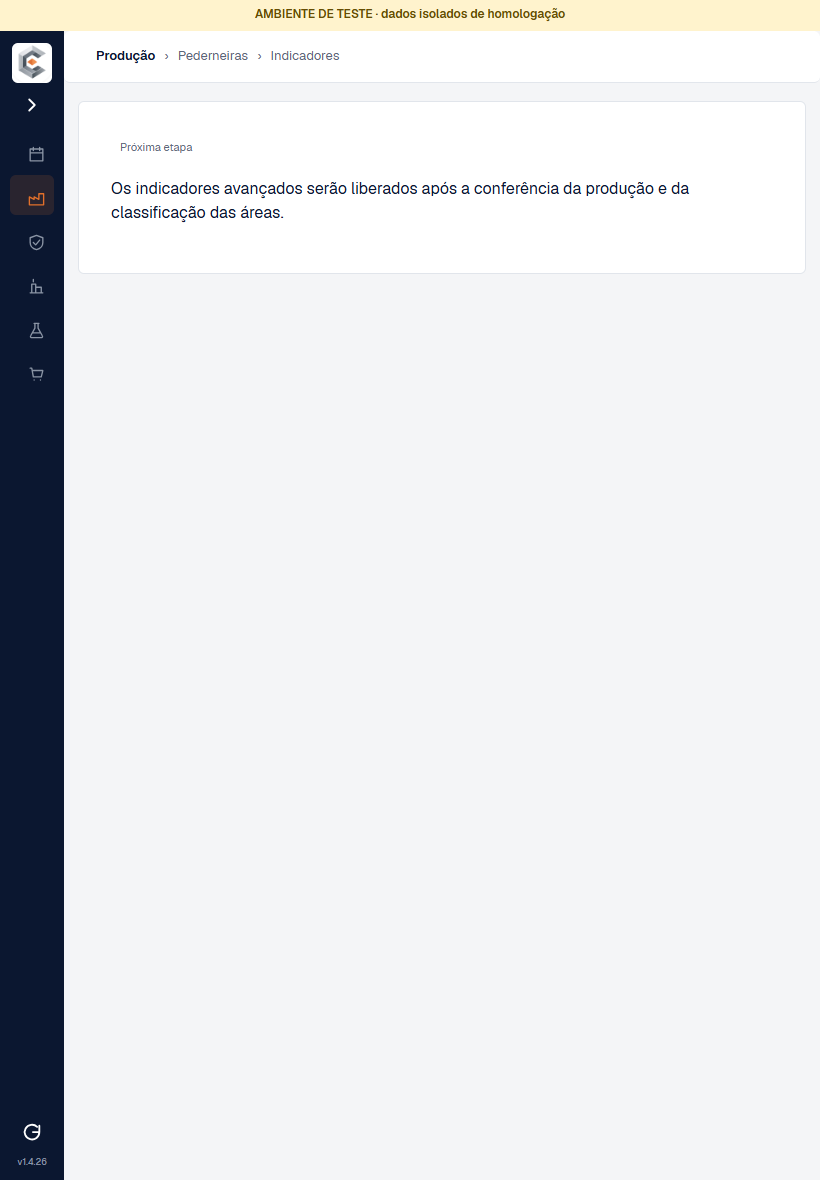 AMBIENTE DE TESTE · dados isolados de homologação
Produção › Pederneiras › Indicadores
Próxima etapa
Os indicadores avançados serão liberados após a conferência da produção e da
classificação das áreas.
v1.4.26